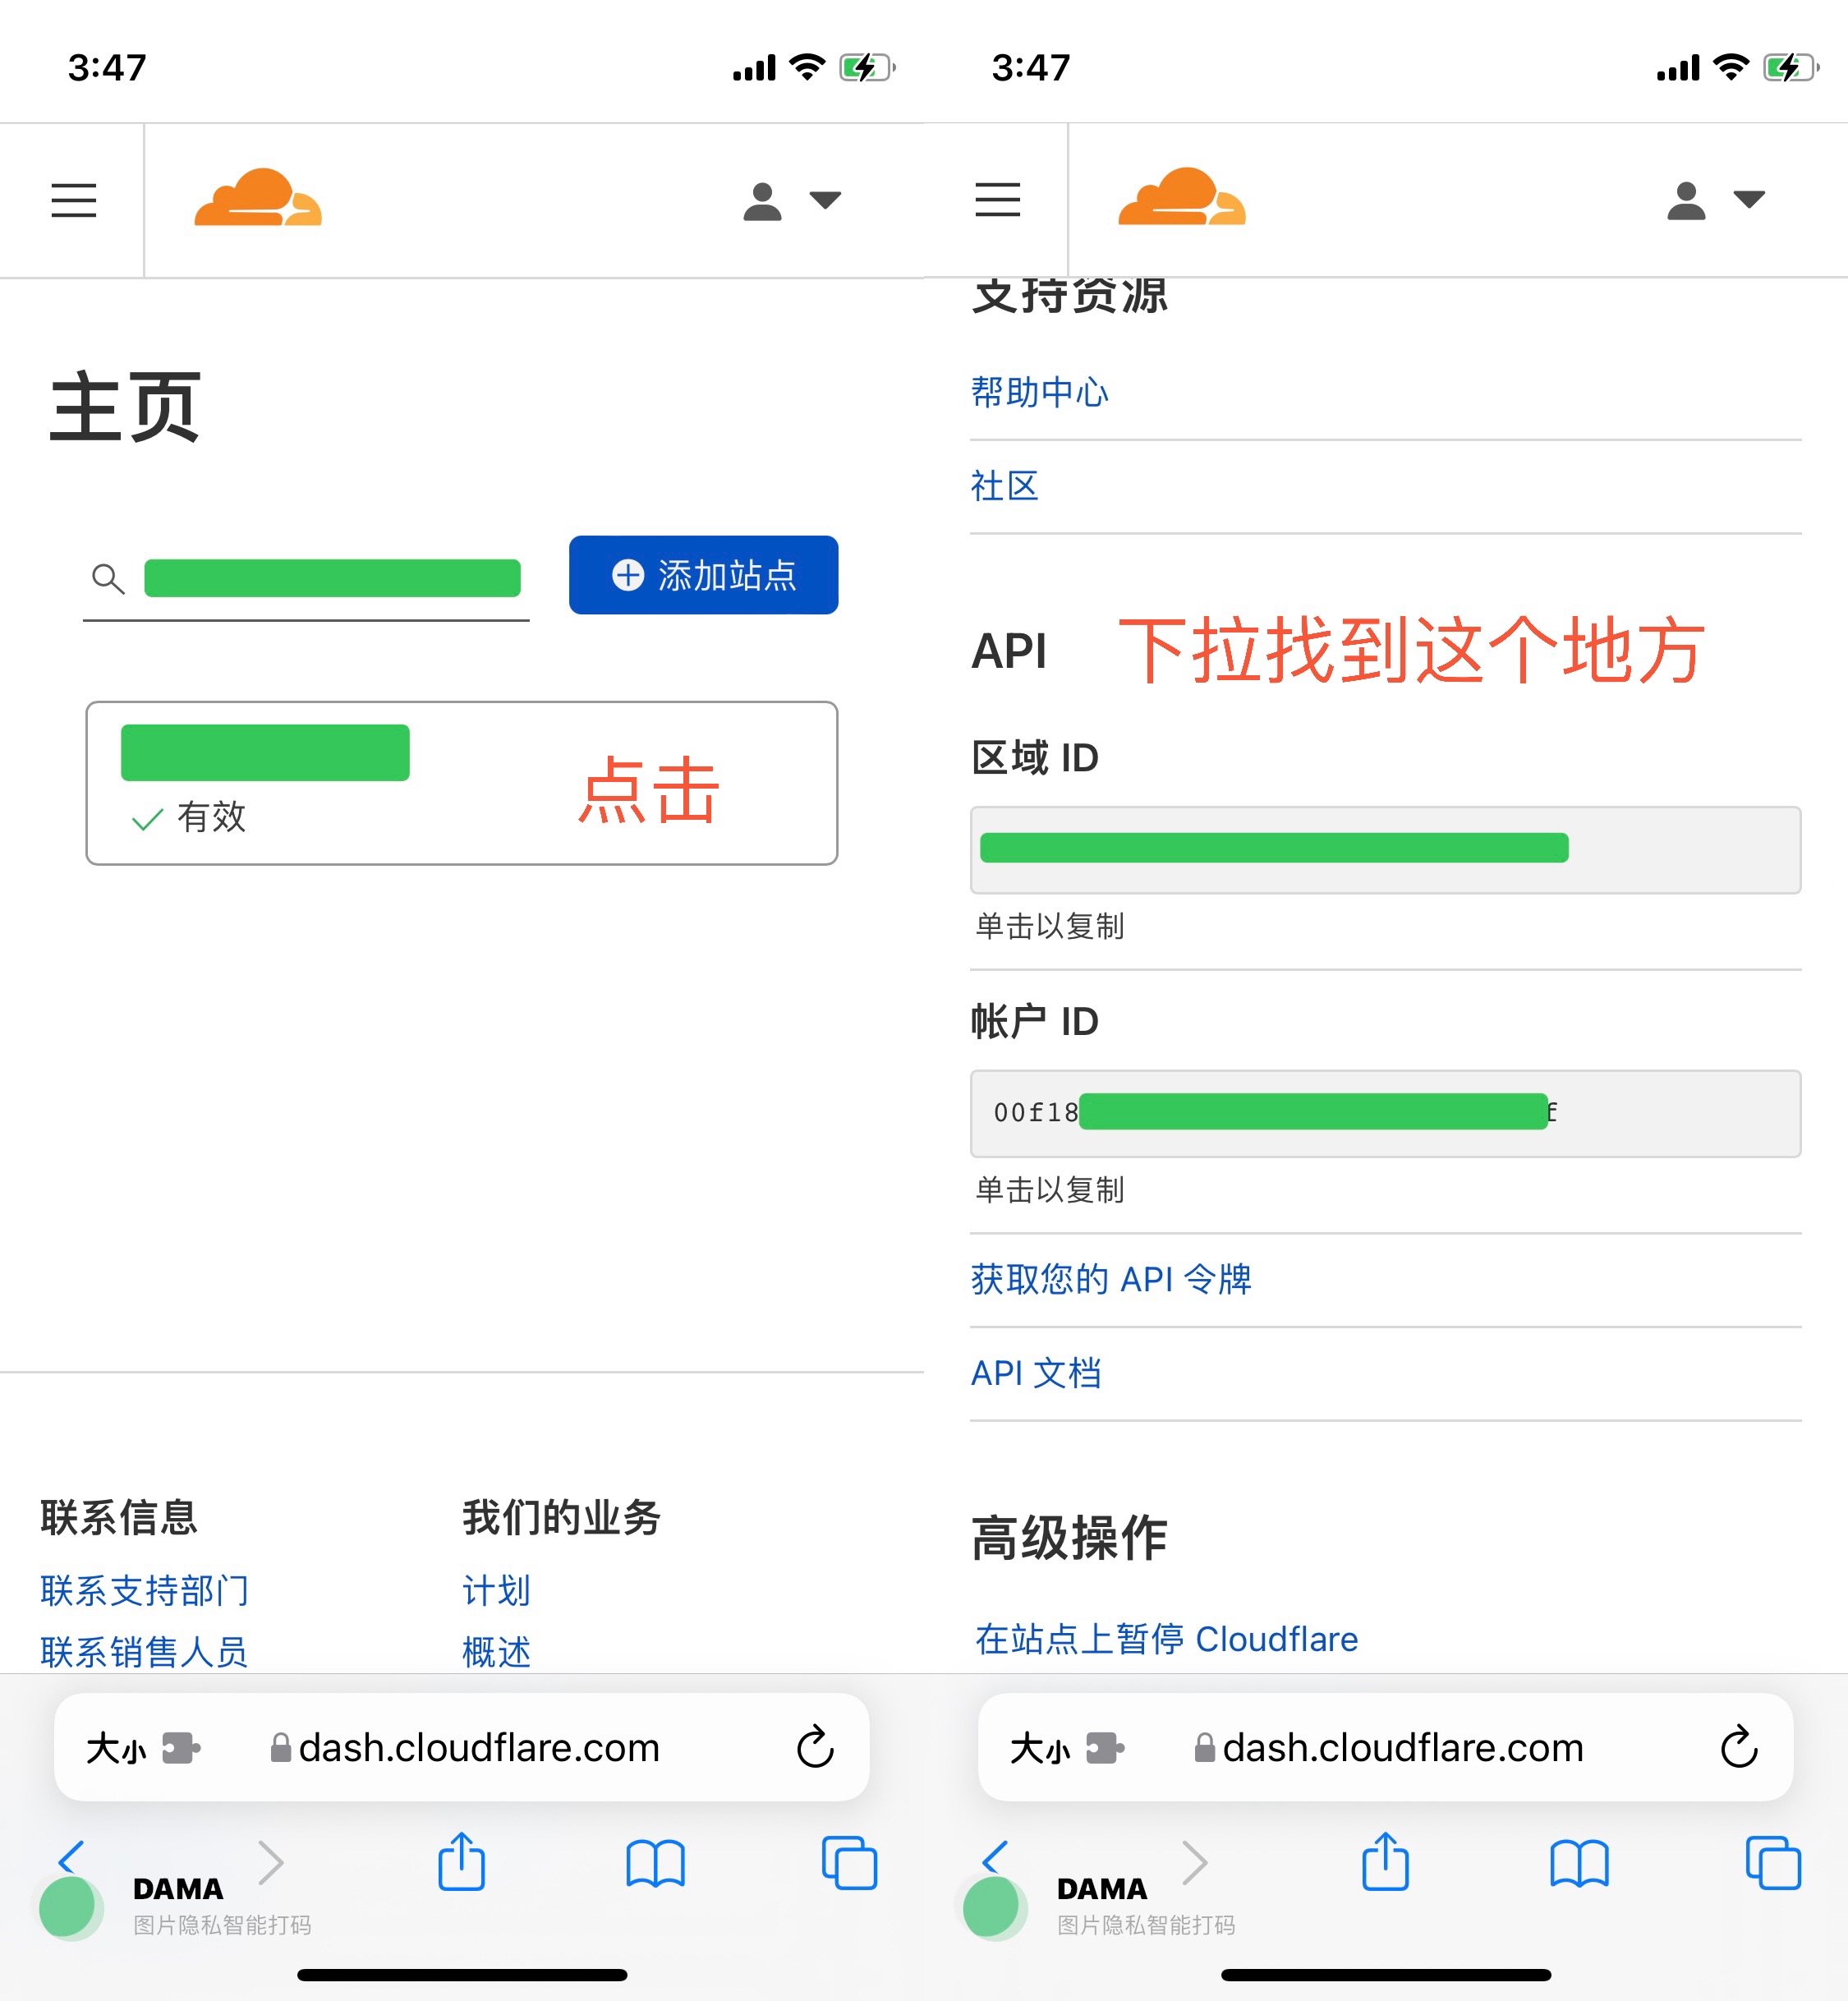 3:47
主页
添加站点
点击
有效
联系信息
我们的业务
联系支持部门
计划
联系销售人员
概述
大小
dash.cloudflare.com
DAMA
图片隐私智能打码
3:47
支持资源
帮助中心
社区
API
下拉找到这个地方
区域 ID
单击以复制
帐户 ID
00f18
f
单击以复制
获取您的 API 令牌
API 文档
高级操作
在站点上暂停 Cloudflare
大小
dash.cloudflare.com
DAMA
图片隐私智能打码